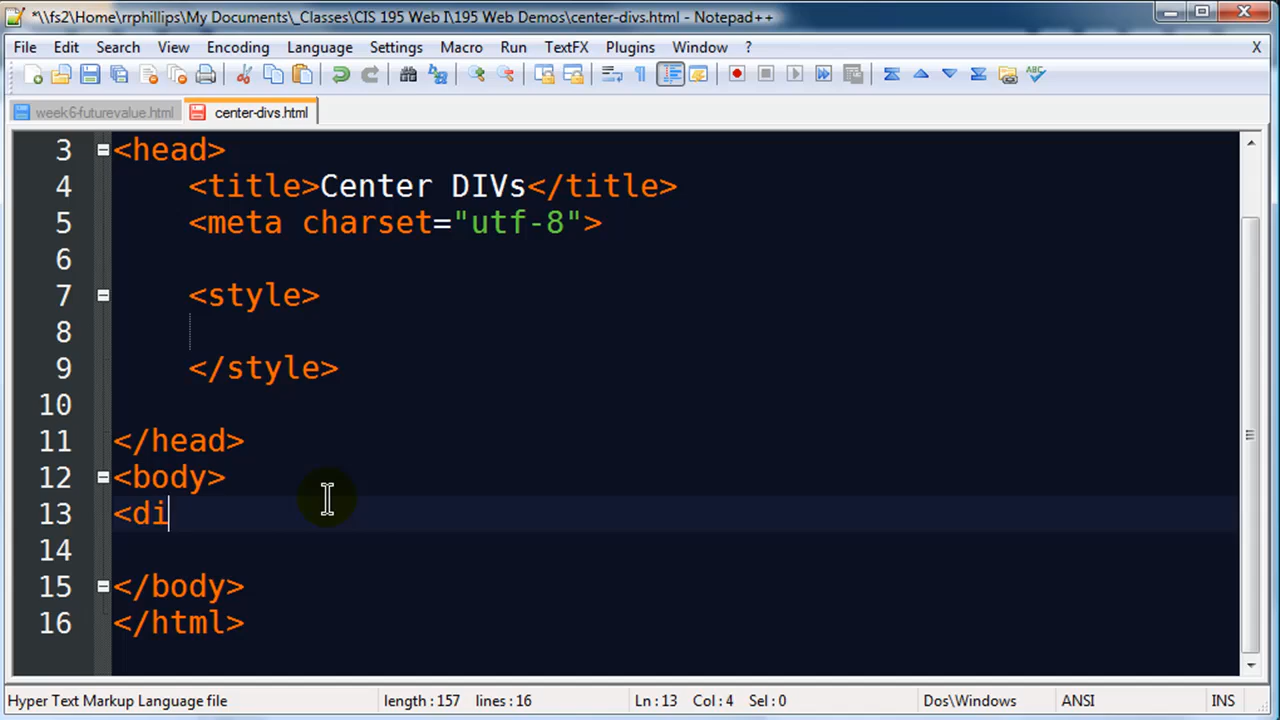 *\\fs2\Home\rrphillips\My Documents\_Classes\CIS 195 Web I\195 Web Demos\center-divs.html - Notepad++
File Edit Search View Encoding Language Settings Macro Run TextFX Plugins Window ? X
week6-futurevalue.html center-divs.html
3 <head>
4 <title>Center DIVs</title>
5 <meta charset="utf-8">
6
7 <style>
8
9 </style>
10
11 </head>
12 <body>
13 <di
14
15 </body>
16 </html>
Hyper Text Markup Language file length : 157 lines : 16 Ln : 13 Col : 4 Sel : 0 Dos\Windows ANSI INS